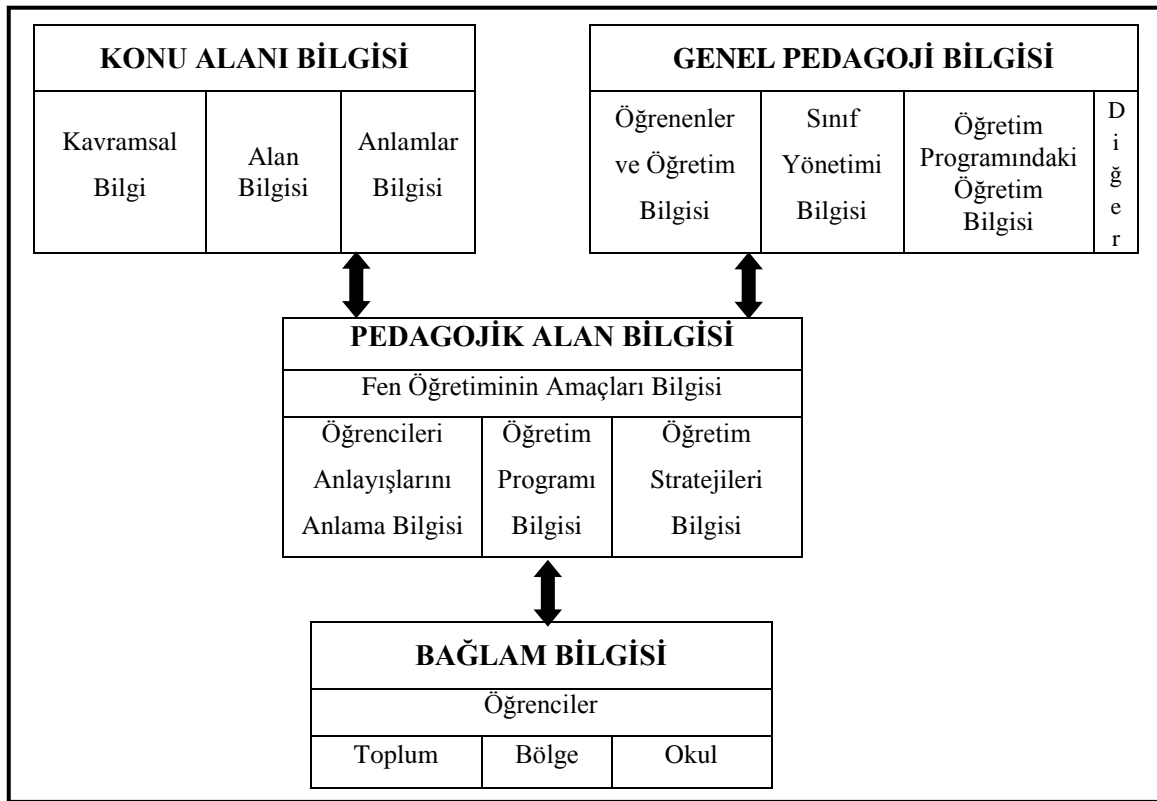 KONU ALANI BİLGİSİ
Kavramsal
Bilgi
Alan
Bilgisi
Anlamlar
Bilgisi
GENEL PEDAGOJİ BİLGİSİ
Öğrenenler
ve Öğretim
Bilgisi
Sınıf
Yönetimi
Bilgisi
Öğretim
Programındaki
Öğretim
Bilgisi
D
i
ğ
e
r
PEDAGOJİK ALAN BİLGİSİ
Fen Öğretiminin Amaçları Bilgisi
Öğrencileri
Anlayışlarını
Anlama Bilgisi
Öğretim
Programı
Bilgisi
Öğretim
Stratejileri
Bilgisi
BAĞLAM BİLGİSİ
Öğrenciler
Toplum
Bölge
Okul